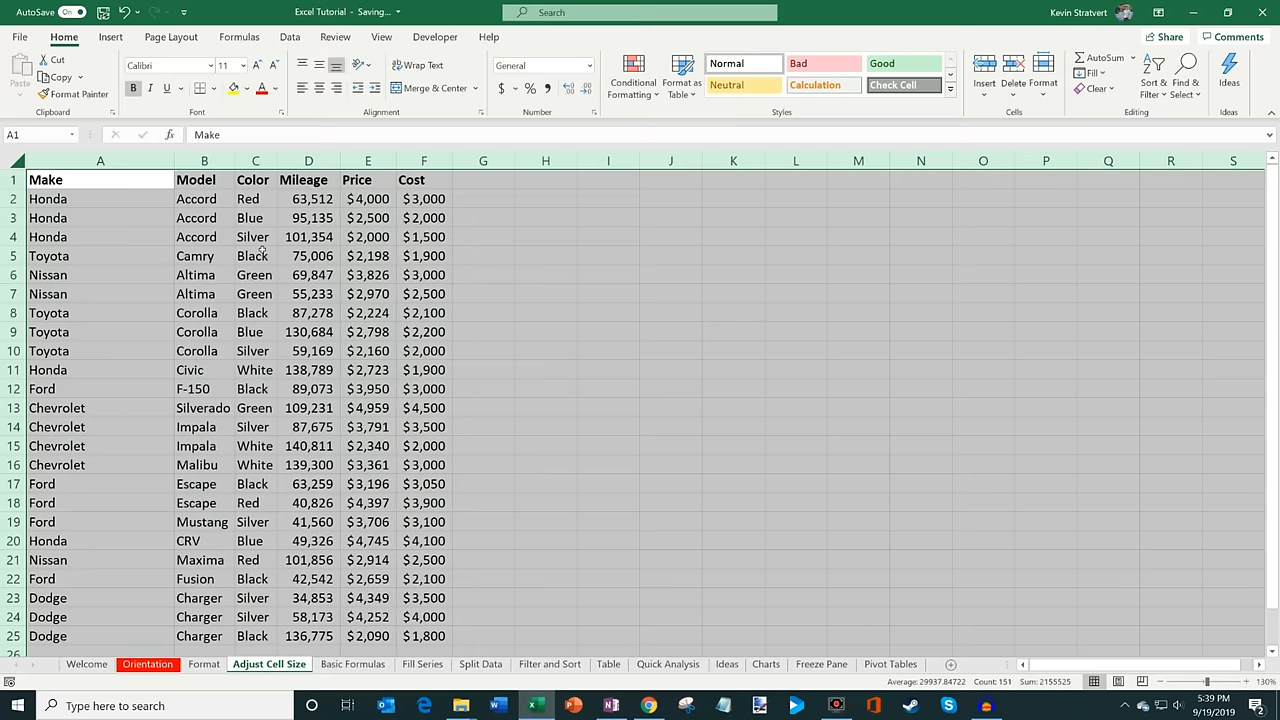 AutoSave On Excel Tutorial - Saving... Search Kevin Stratvert
File Home Insert Page Layout Formulas Data Review View Developer Help Share Comments
Paste Cut Copy Format Painter Clipboard
Calibri 11 B I U A Font
Wrap Text Merge & Center Alignment
General $ % Number
Conditional Formatting Format as Table Normal Bad Good Neutral Calculation Check Cell Styles
Insert Delete Format Cells
AutoSum Fill Clear Sort & Filter Find & Select Editing
Ideas Ideas
A1 fx Make
A B C D E F G H I J K L M N O P Q R S
1 Make Model Color Mileage Price Cost
2 Honda Accord Red 63,512 $4,000 $3,000
3 Honda Accord Blue 95,135 $2,500 $2,000
4 Honda Accord Silver 101,354 $2,000 $1,500
5 Toyota Camry Black 75,006 $2,198 $1,900
6 Nissan Altima Green 69,847 $3,826 $3,000
7 Nissan Altima Green 55,233 $2,970 $2,500
8 Toyota Corolla Black 87,278 $2,224 $2,100
9 Toyota Corolla Blue 130,684 $2,798 $2,200
10 Toyota Corolla Silver 59,169 $2,160 $2,000
11 Honda Civic White 138,789 $2,723 $1,900
12 Ford F-150 Black 89,073 $3,950 $3,000
13 Chevrolet Silverado Green 109,231 $4,959 $4,500
14 Chevrolet Impala Silver 87,675 $3,791 $3,500
15 Chevrolet Impala White 140,811 $2,340 $2,000
16 Chevrolet Malibu White 139,300 $3,361 $3,000
17 Ford Escape Black 63,259 $3,196 $3,050
18 Ford Escape Red 40,826 $4,397 $3,900
19 Ford Mustang Silver 41,560 $3,706 $3,100
20 Honda CRV Blue 49,326 $4,745 $4,100
21 Nissan Maxima Red 101,856 $2,914 $2,500
22 Ford Fusion Black 42,542 $2,659 $2,100
23 Dodge Charger Silver 34,853 $4,349 $3,500
24 Dodge Charger Silver 58,173 $4,252 $4,000
25 Dodge Charger Black 136,775 $2,090 $1,800
26
Welcome Orientation Format Adjust Cell Size Basic Formulas Fill Series Split Data Filter and Sort Table Quick Analysis Ideas Charts Freeze Pane Pivot Tables
Average: 29937.84722 Count: 151 Sum: 2155525 130%
Type here to search
5:39 PM
9/19/2019